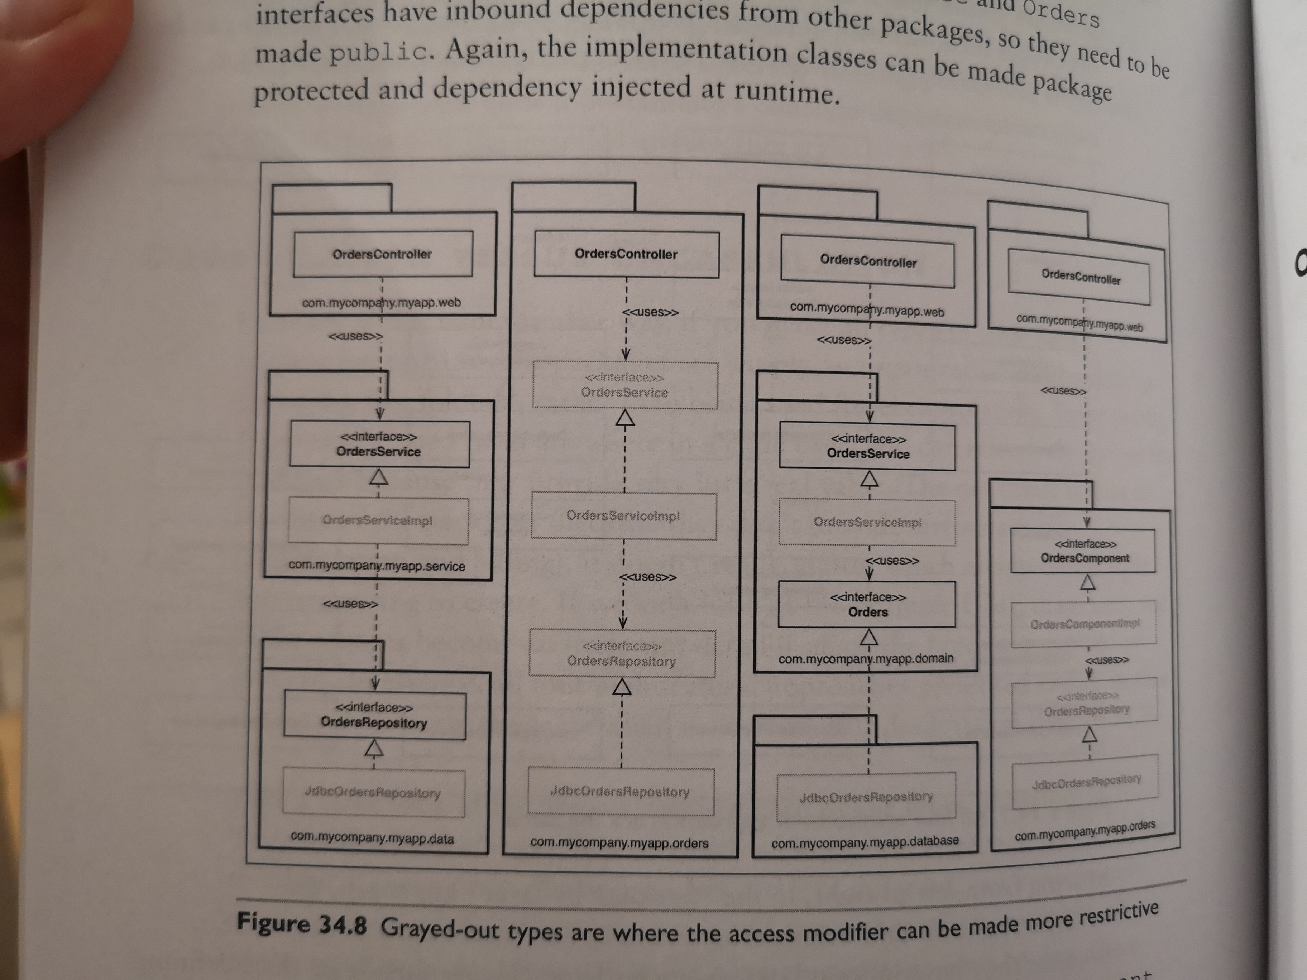 and Orders
interfaces have inbound dependencies from other packages, so they need to be
made public. Again, the implementation classes can be made package
protected and dependency injected at runtime.
OrdersController
com.mycompany.myapp.web
<<uses>>
<<interface>>
OrdersService
OrdersServiceImpl
com.mycompany.myapp.service
<<uses>>
<<interface>>
OrdersRepository
JdbcOrdersRepository
com.mycompany.myapp.data
OrdersController
<<uses>>
<<interface>>
OrdersService
OrdersServiceImpl
<<uses>>
<<interface>>
OrdersRepository
JdbcOrdersRepository
com.mycompany.myapp.orders
OrdersController
com.mycompany.myapp.web
<<uses>>
<<interface>>
OrdersService
OrdersServiceImpl
<<uses>>
<<interface>>
Orders
com.mycompany.myapp.domain
JdbcOrdersRepository
com.mycompany.myapp.database
OrdersController
com.mycompany.myapp.web
<<uses>>
<<interface>>
OrdersComponent
OrdersComponentImpl
<<uses>>
<<interface>>
OrdersRepository
JdbcOrdersRepository
com.mycompany.myapp.orders
Figure 34.8 Grayed-out types are where the access modifier can be made more restrictive